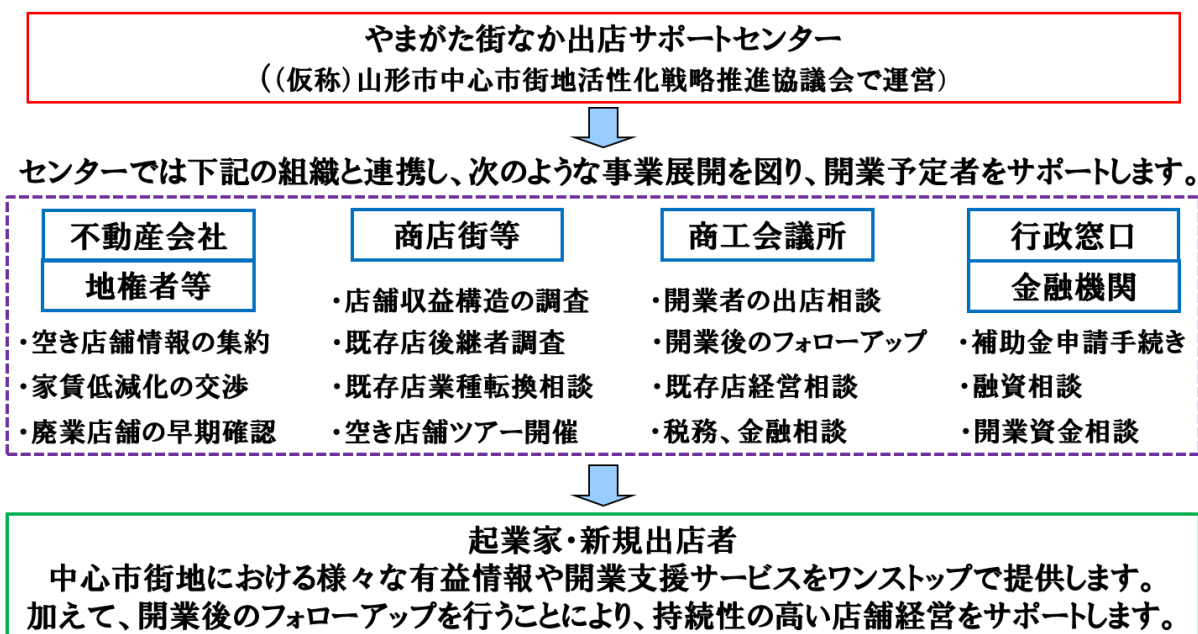 やまがた街なか出店サポートセンター
((仮称)山形市中心市街地活性化戦略推進協議会で運営)
センターでは下記の組織と連携し、次のような事業展開を図り、開業予定者をサポートします。
不動産会社
地権者等
・空き店舗情報の集約
・家賃低減化の交渉
・廃業店舗の早期確認
商店街等
・店舗収益構造の調査
・既存店後継者調査
・既存店業種転換相談
・空き店舗ツアー開催
商工会議所
・開業者の出店相談
・開業後のフォローアップ
・既存店経営相談
・税務、金融相談
行政窓口
金融機関
・補助金申請手続き
・融資相談
・開業資金相談
起業家・新規出店者
中心市街地における様々な有益情報や開業支援サービスをワンストップで提供します。
加えて、開業後のフォローアップを行うことにより、持続性の高い店舗経営をサポートします。